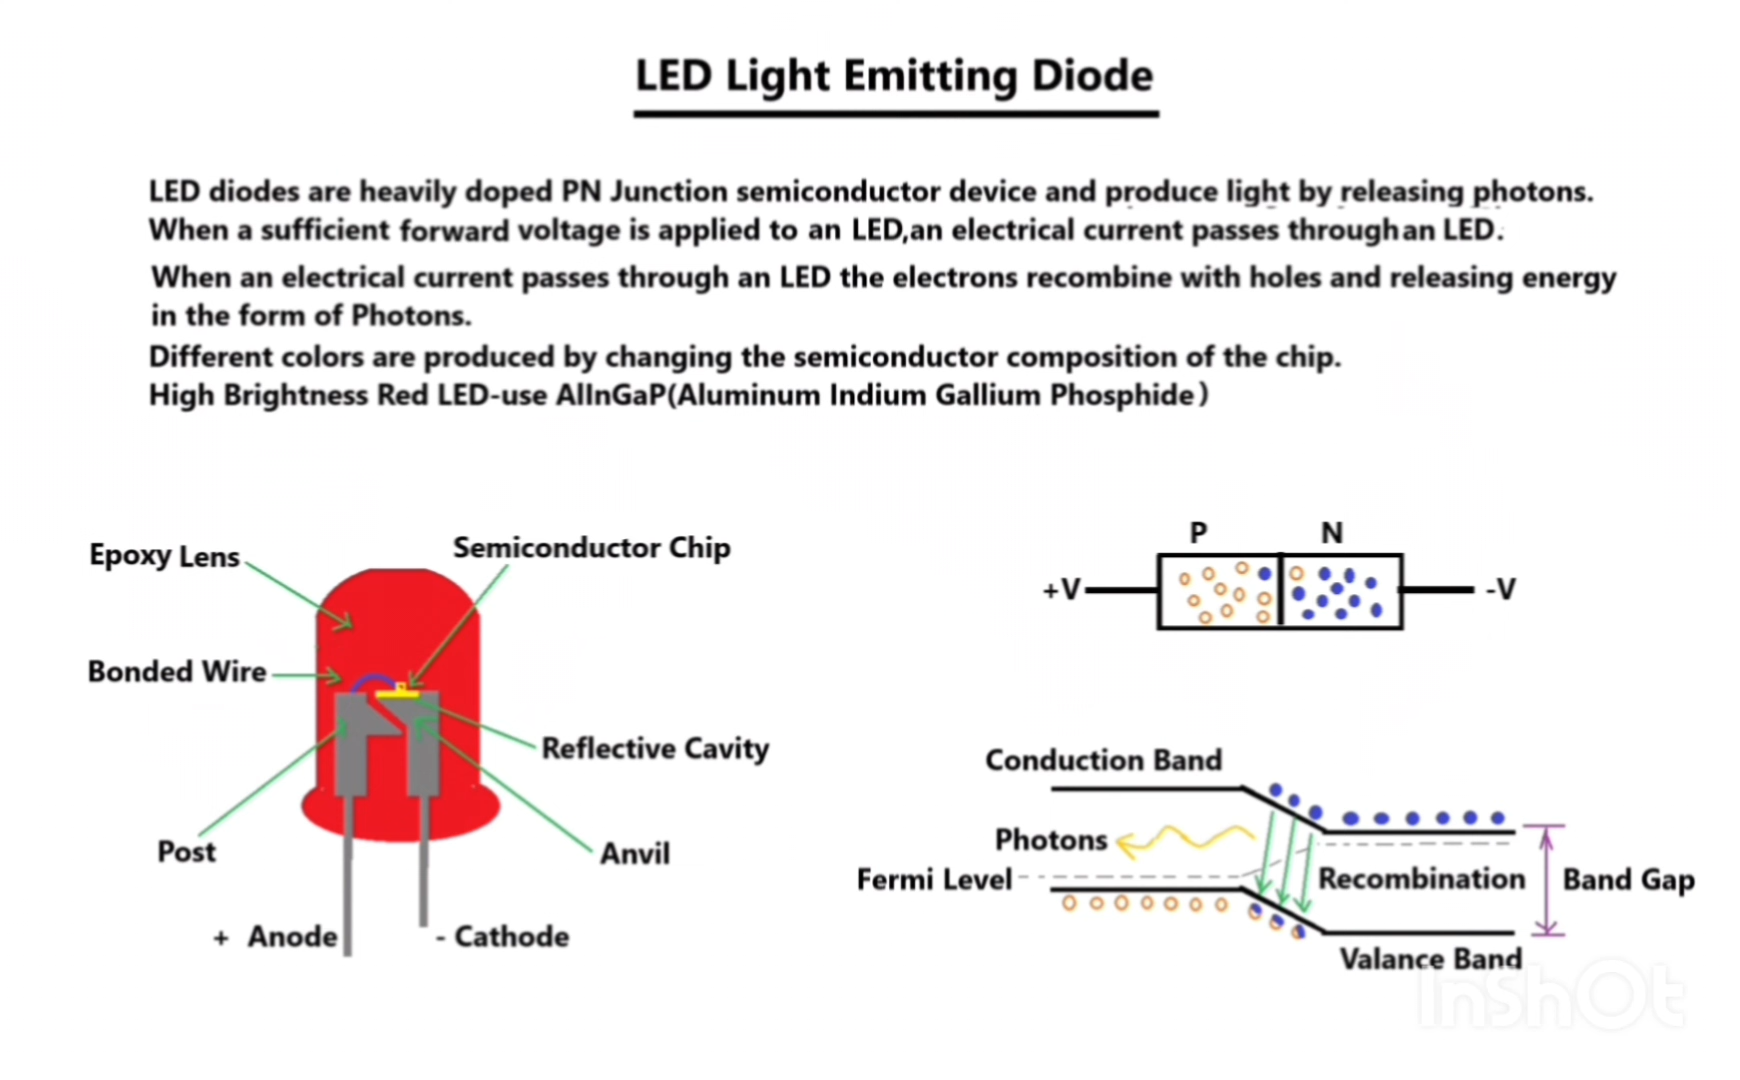 LED Light Emitting Diode
LED diodes are heavily doped PN Junction semiconductor device and produce light by releasing photons.
When a sufficient forward voltage is applied to an LED,an electrical current passes through an LED.
When an electrical current passes through an LED the electrons recombine with holes and releasing energy
in the form of Photons.
Different colors are produced by changing the semiconductor composition of the chip.
High Brightness Red LED-use AlInGaP(Aluminum Indium Gallium Phosphide)
Epoxy Lens
Semiconductor Chip
Bonded Wire
Reflective Cavity
Post
Anvil
+ Anode
- Cathode
P N
+V -V
Conduction Band
Photons
Fermi Level
Recombination
Band Gap
Valance Band
InShOt